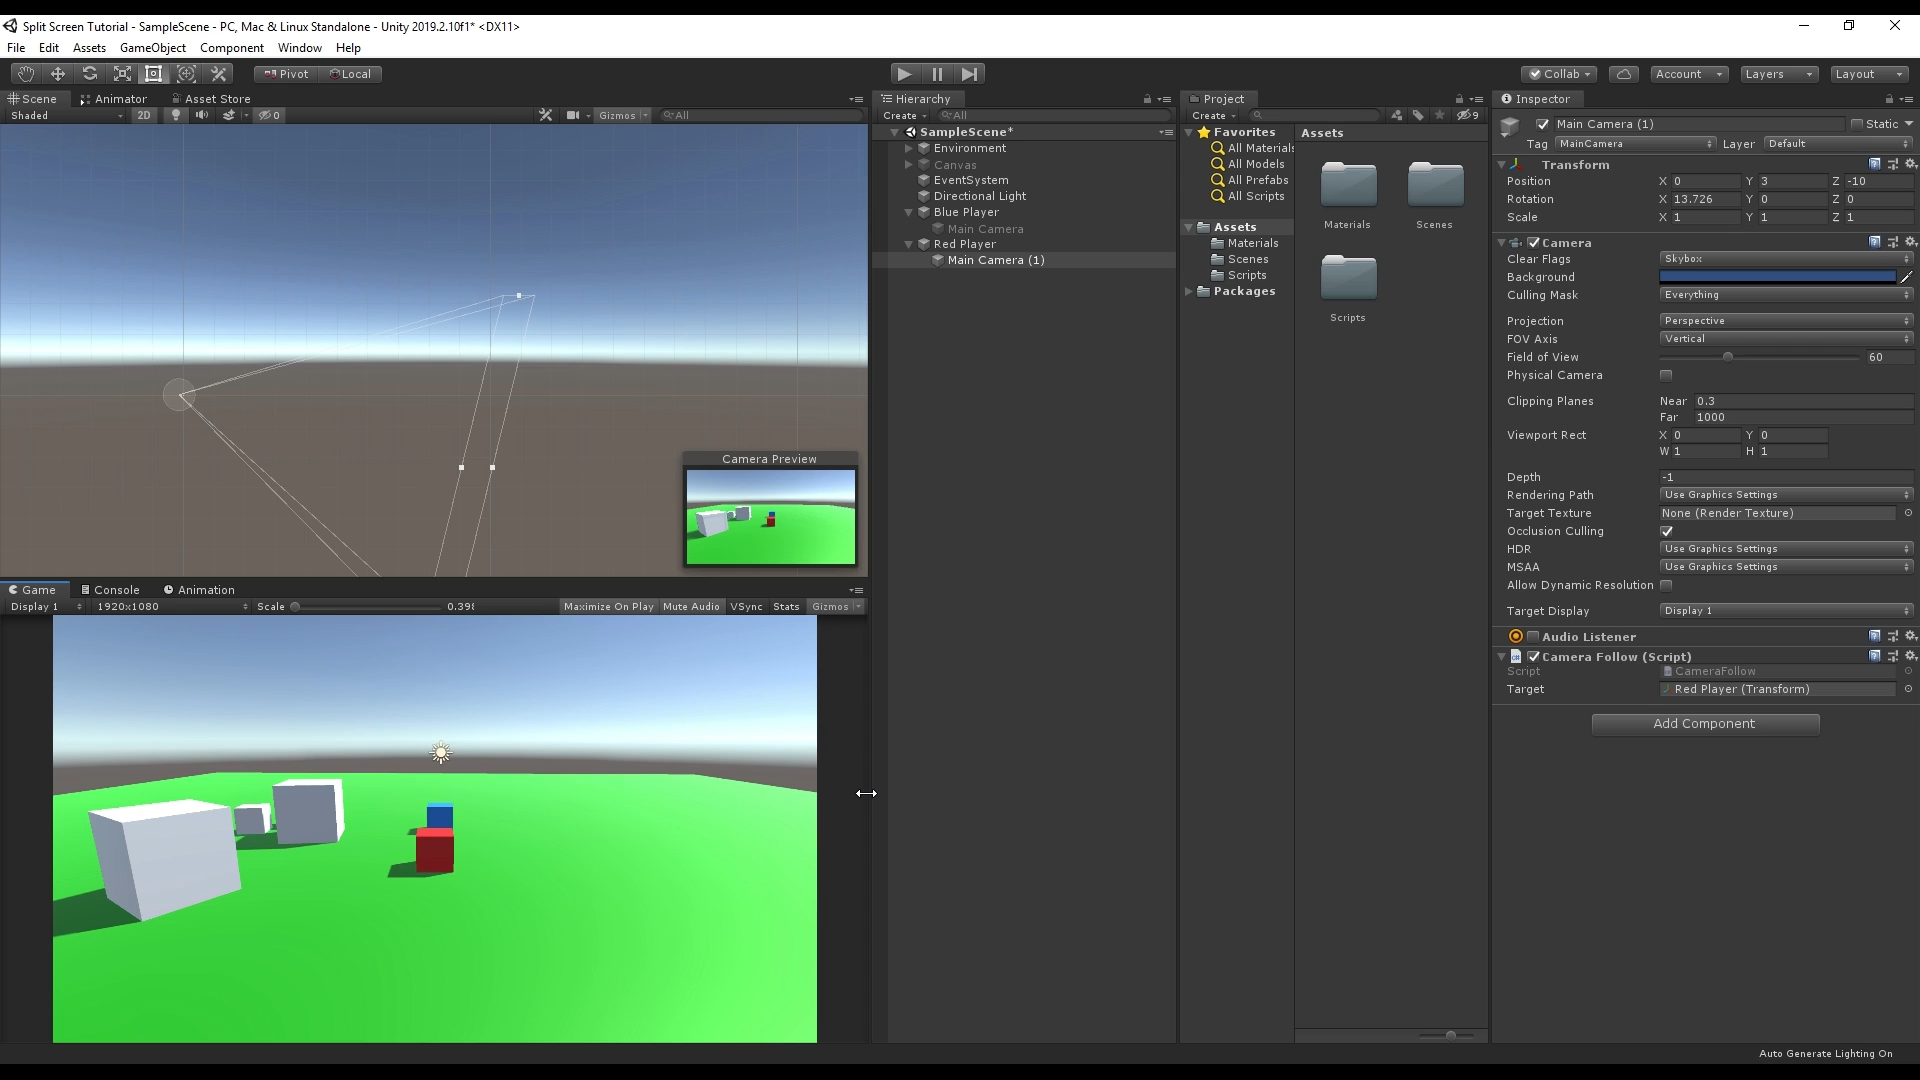 Split Screen Tutorial - SampleScene - PC, Mac & Linux Standalone - Unity 2019.2.10f1* <DX11>
File Edit Assets GameObject Component Window Help
Pivot Local
Collab Account Layers Layout
Scene Animator Asset Store
Shaded 2D 0 Gizmos All
Hierarchy
Create All
SampleScene*
Environment
Canvas
EventSystem
Directional Light
Blue Player
Main Camera
Red Player
Main Camera (1)
Project
Create 9
Favorites
All Materials
All Models
All Prefabs
All Scripts
Assets
Materials
Scenes
Scripts
Packages
Assets
Materials Scenes
Scripts
Inspector
Main Camera (1) Static
Tag MainCamera Layer Default
Transform
Position X 0 Y 3 Z -10
Rotation X 13.726 Y 0 Z 0
Scale X 1 Y 1 Z 1
Camera
Clear Flags Skybox
Background
Culling Mask Everything
Projection Perspective
FOV Axis Vertical
Field of View 60
Physical Camera
Clipping Planes Near 0.3
Far 1000
Viewport Rect X 0 Y 0
W 1 H 1
Depth -1
Rendering Path Use Graphics Settings
Target Texture None (Render Texture)
Occlusion Culling
HDR Use Graphics Settings
MSAA Use Graphics Settings
Allow Dynamic Resolution
Target Display Display 1
Audio Listener
Camera Follow (Script)
Script CameraFollow
Target Red Player (Transform)
Add Component
Camera Preview
Game Console Animation
Display 1 1920x1080 Scale 0.398 Maximize On Play Mute Audio VSync Stats Gizmos
Auto Generate Lighting On